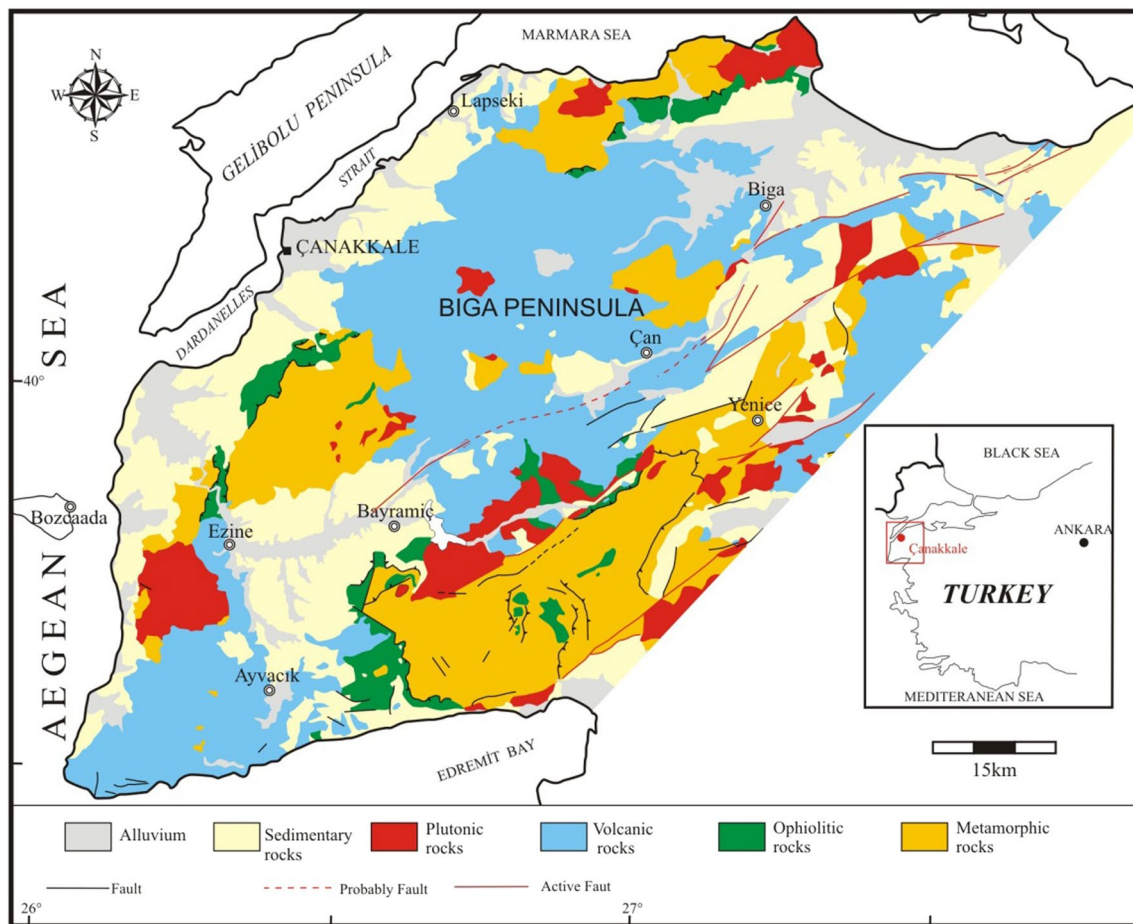 MARMARA SEA
N
W E
S
GELİBOLU PENINSULA
Lapseki
STRAIT
Biga
ÇANAKKALE
DARDANELLES
BIGA PENINSULA
Çan
40°
Yenice
AEGEAN SEA
Bozcaada
Ezine
Bayramiç
Ayvacık
EDREMİT BAY
BLACK SEA
ANKARA
Çanakkale
TURKEY
MEDITERANEAN SEA
15km
Alluvium
Sedimentary
rocks
Plutonic
rocks
Volcanic
rocks
Ophiolitic
rocks
Metamorphic
rocks
Fault
Probably Fault
Active Faut
26°
27°